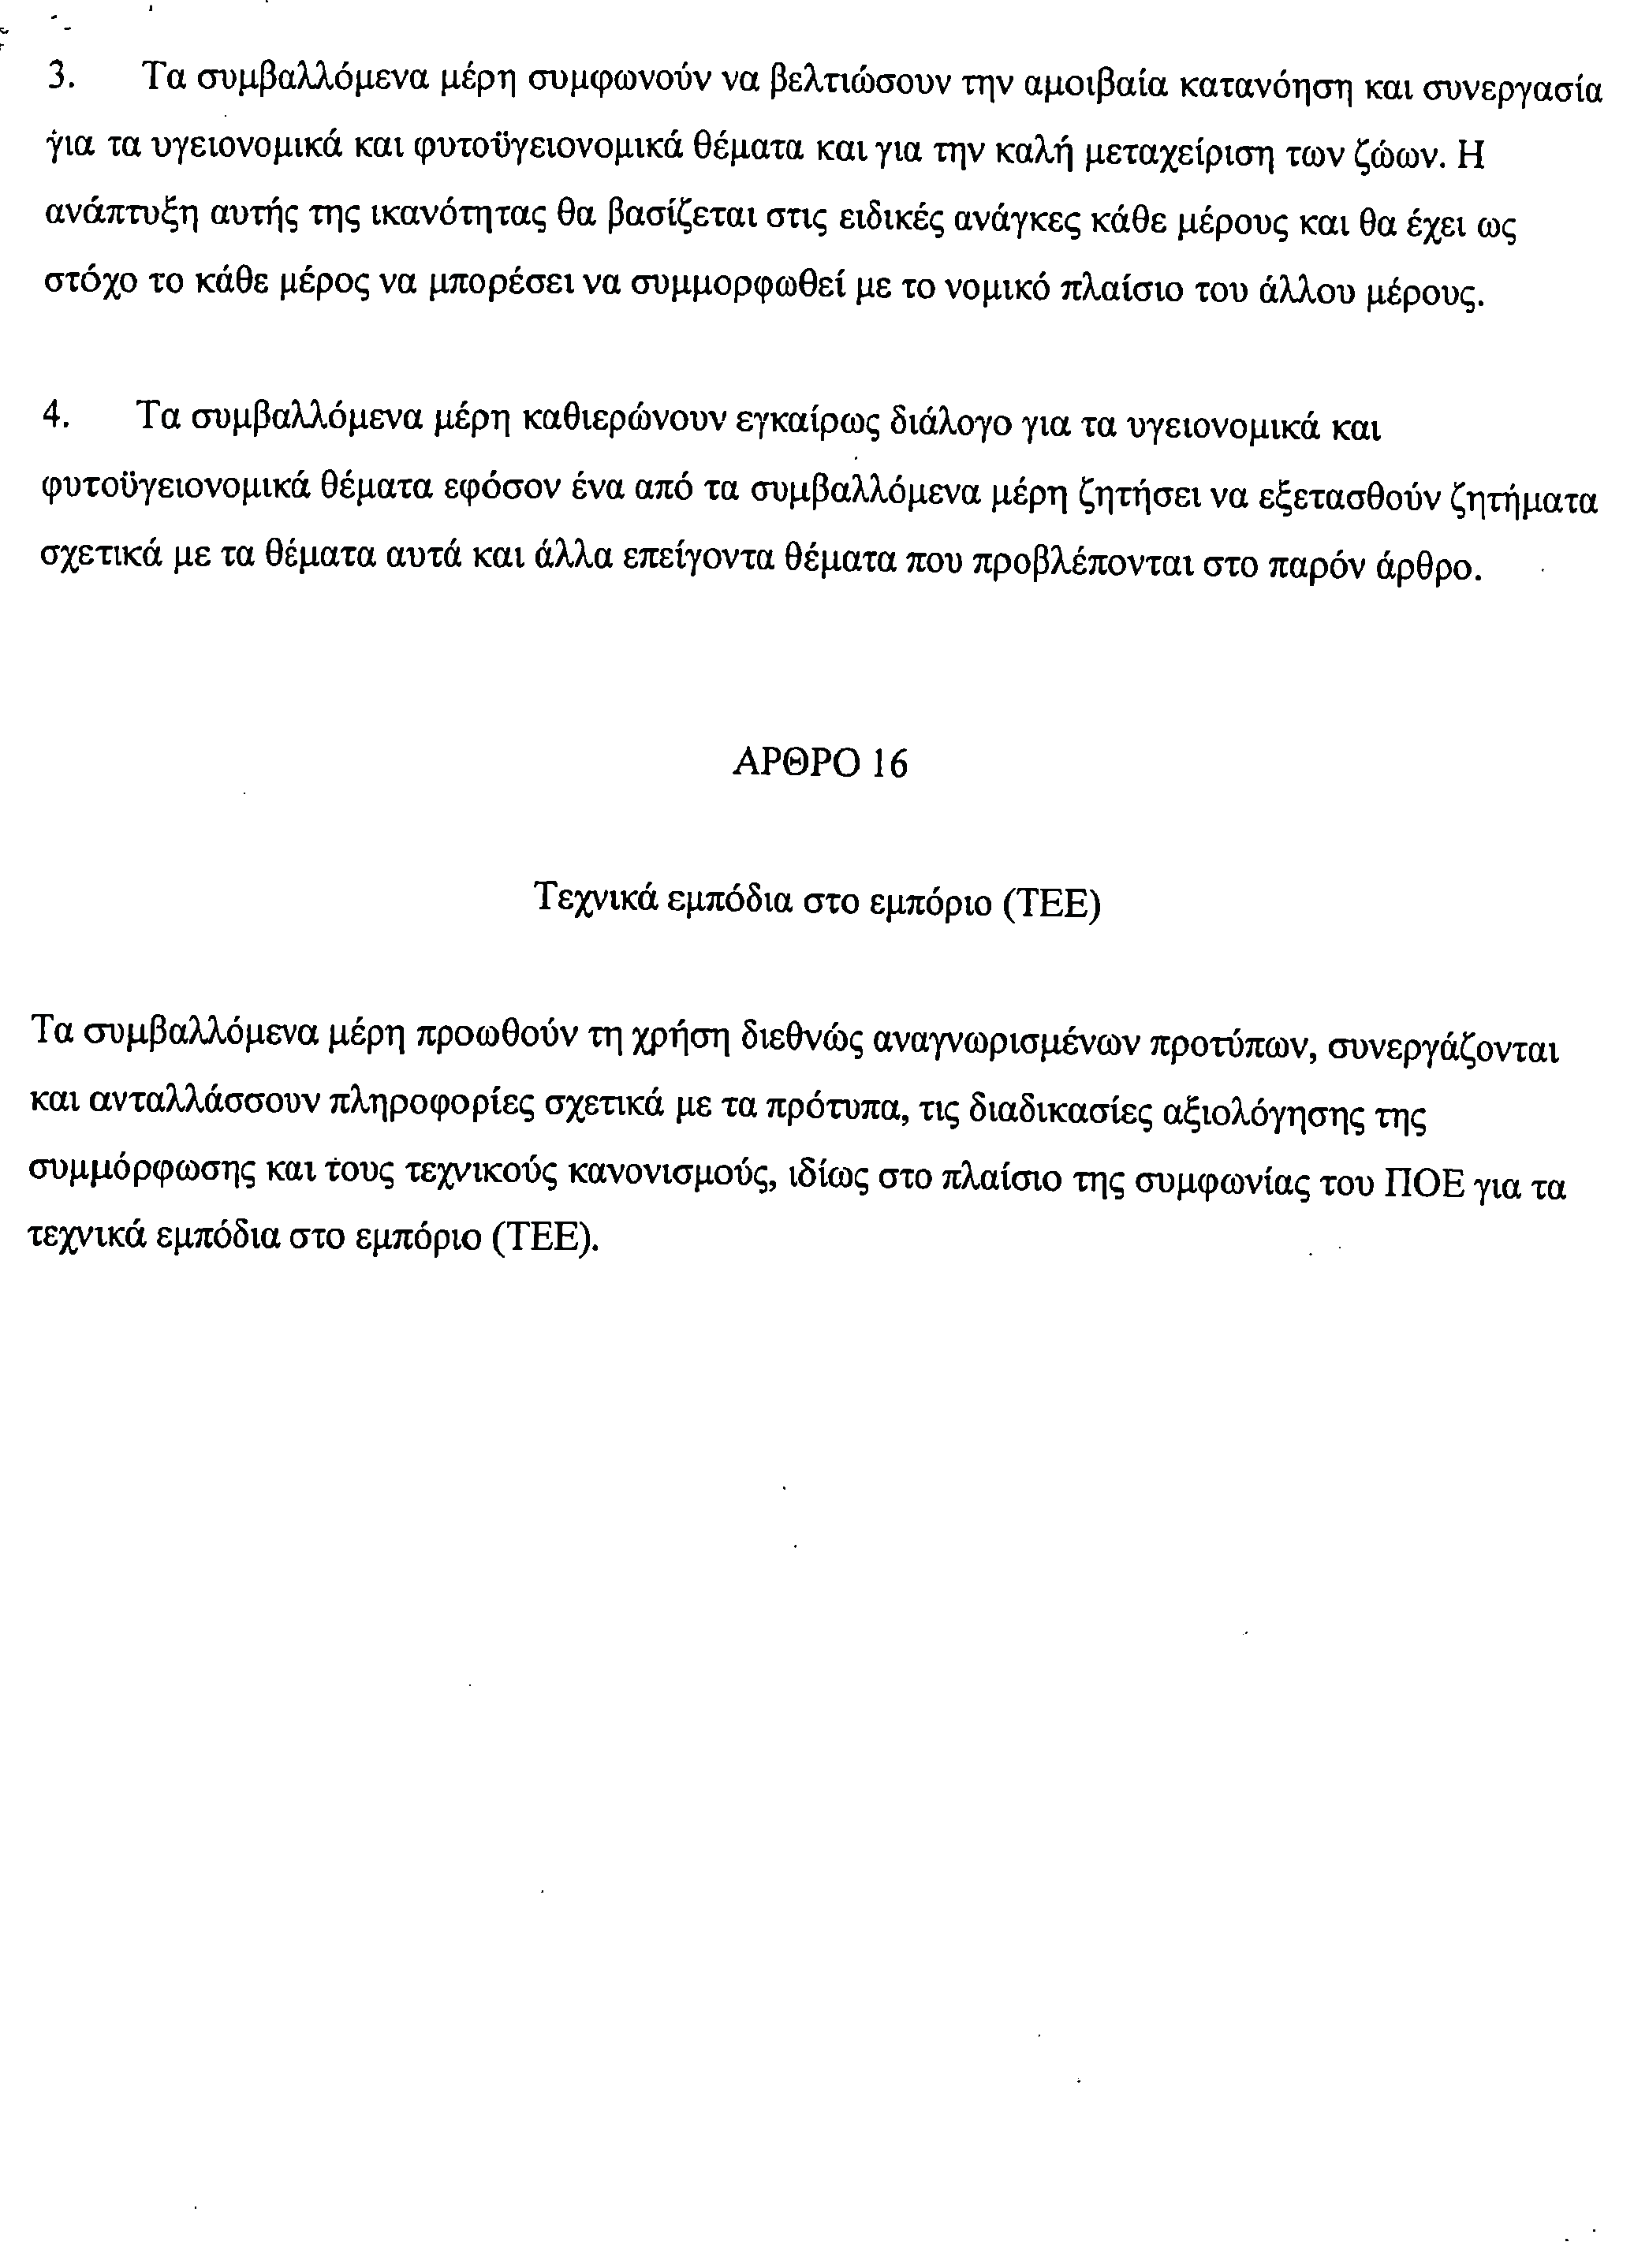 3. Τα συμβαλλόμενα μέρη συμφωνούν να βελτιώσουν την αμοιβαία κατανόηση και συνεργασία
για τα υγειονομικά και φυτοϋγειονομικά θέματα και για την καλή μεταχείριση των ζώων. Η
ανάπτυξη αυτής της ικανότητας θα βασίζεται στις ειδικές ανάγκες κάθε μέρους και θα έχει ως
στόχο το κάθε μέρος να μπορέσει να συμμορφωθεί με το νομικό πλαίσιο του άλλου μέρους.
4. Τα συμβαλλόμενα μέρη καθιερώνουν εγκαίρως διάλογο για τα υγειονομικά και
φυτοϋγειονομικά θέματα εφόσον ένα από τα συμβαλλόμενα μέρη ζητήσει να εξετασθούν ζητήματα
σχετικά με τα θέματα αυτά και άλλα επείγοντα θέματα που προβλέπονται στο παρόν άρθρο.
ΑΡΘΡΟ 16
Τεχνικά εμπόδια στο εμπόριο (ΤΕΕ)
Τα συμβαλλόμενα μέρη προωθούν τη χρήση διεθνώς αναγνωρισμένων προτύπων, συνεργάζονται
και ανταλλάσσουν πληροφορίες σχετικά με τα πρότυπα, τις διαδικασίες αξιολόγησης της
συμμόρφωσης και τους τεχνικούς κανονισμούς, ιδίως στο πλαίσιο της συμφωνίας του ΠΟΕ για τα
τεχνικά εμπόδια στο εμπόριο (ΤΕΕ).